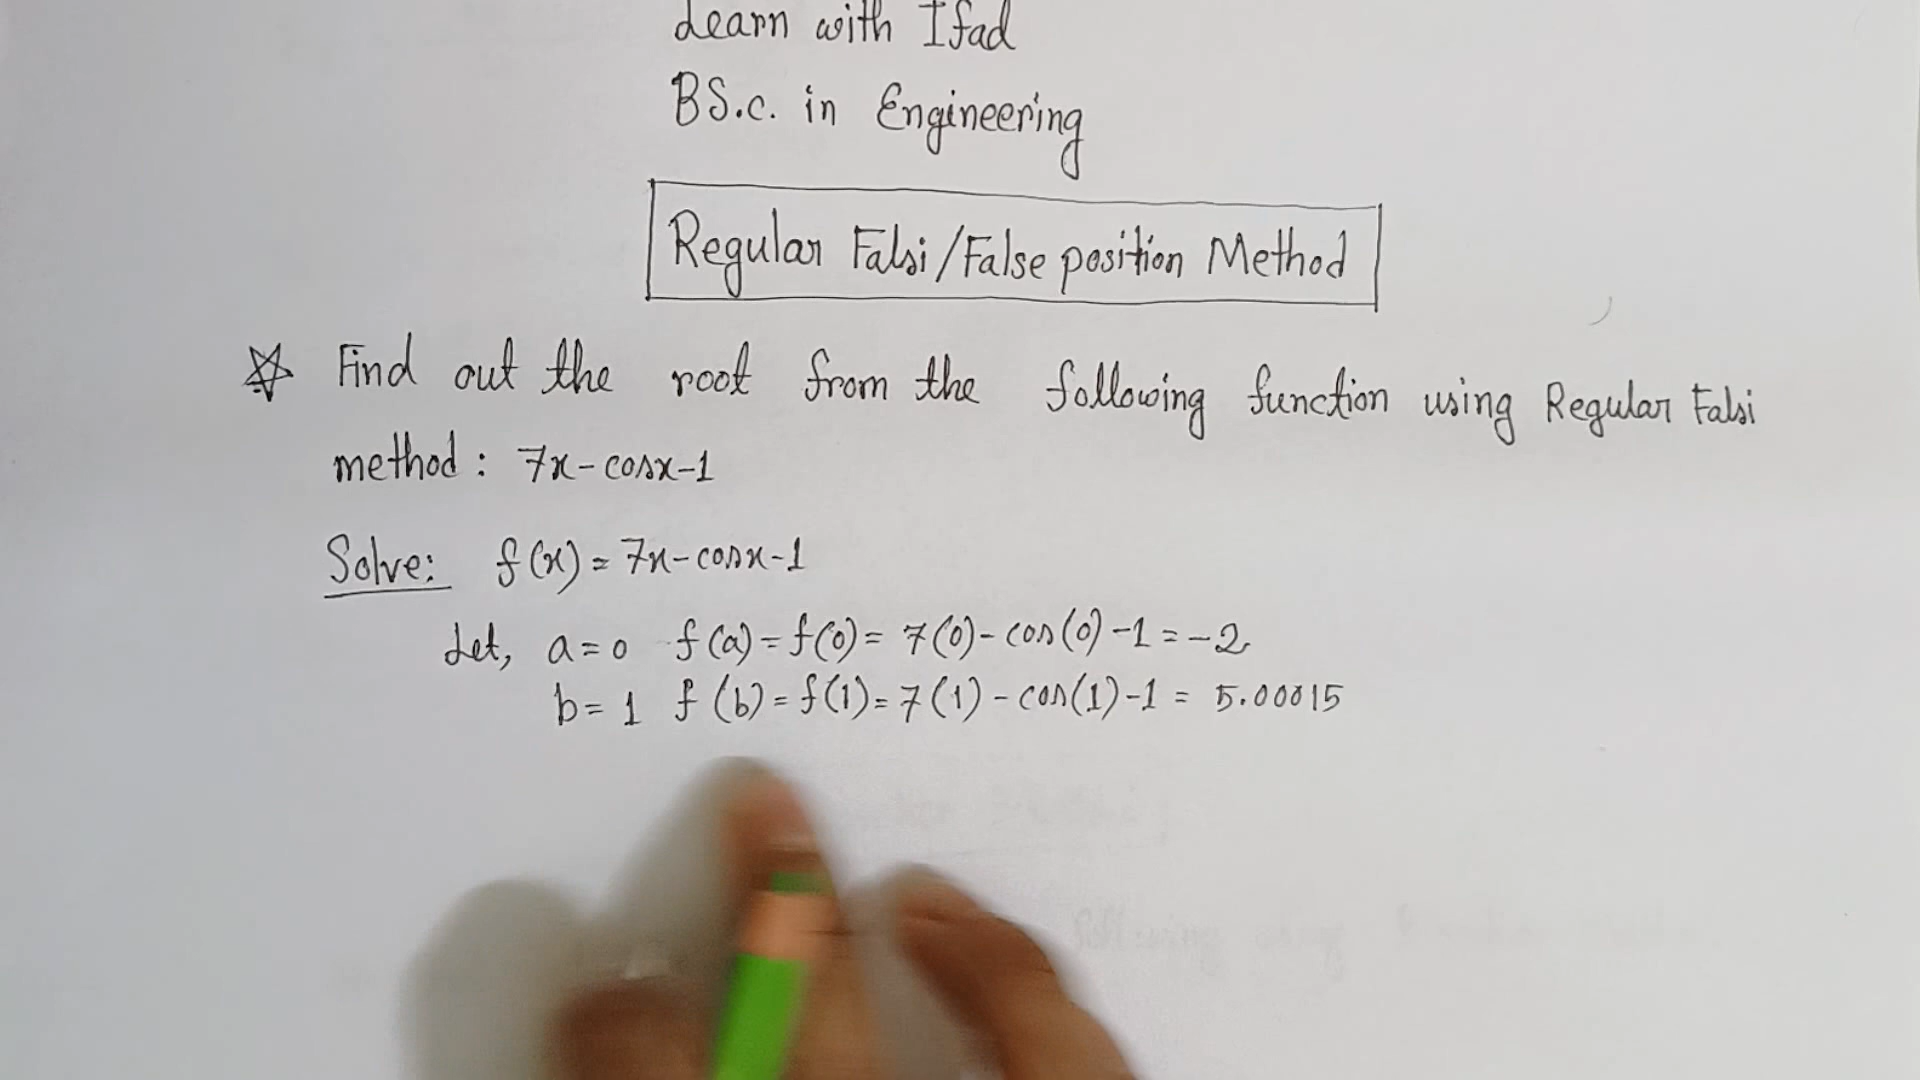 Learn with Ifad
BS.c. in Engineering
Regular Falsi/False position Method
Find out the root from the following function using Regular Falsi
method: 7x-cosx-1
Solve: f(x) = 7x-cosx-1
Let, a=0 f(a)=f(0)= 7(0)-cos(0)-1=-2
b=1 f(b)=f(1)=7(1)-cos(1)-1= 5.00015